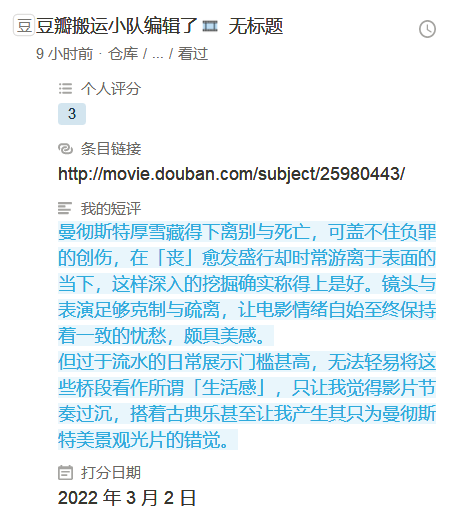 豆 豆瓣搬运小队编辑了 无标题
9 小时前 · 仓库 / ... / 看过
个人评分
3
条目链接
http://movie.douban.com/subject/25980443/
我的短评
曼彻斯特厚雪藏得下离别与死亡，可盖不住负罪
的创伤，在「丧」愈发盛行却时常游离于表面的
当下，这样深入的挖掘确实称得上是好。镜头与
表演足够克制与疏离，让电影情绪自始至终保持
着一致的忧愁，颇具美感。
但过于流水的日常展示门槛甚高，无法轻易将这
些桥段看作所谓「生活感」，只让我觉得影片节
奏过沉，搭着古典乐甚至让我产生其只为曼彻斯
特美景观光片的错觉。
打分日期
2022 年 3 月 2 日